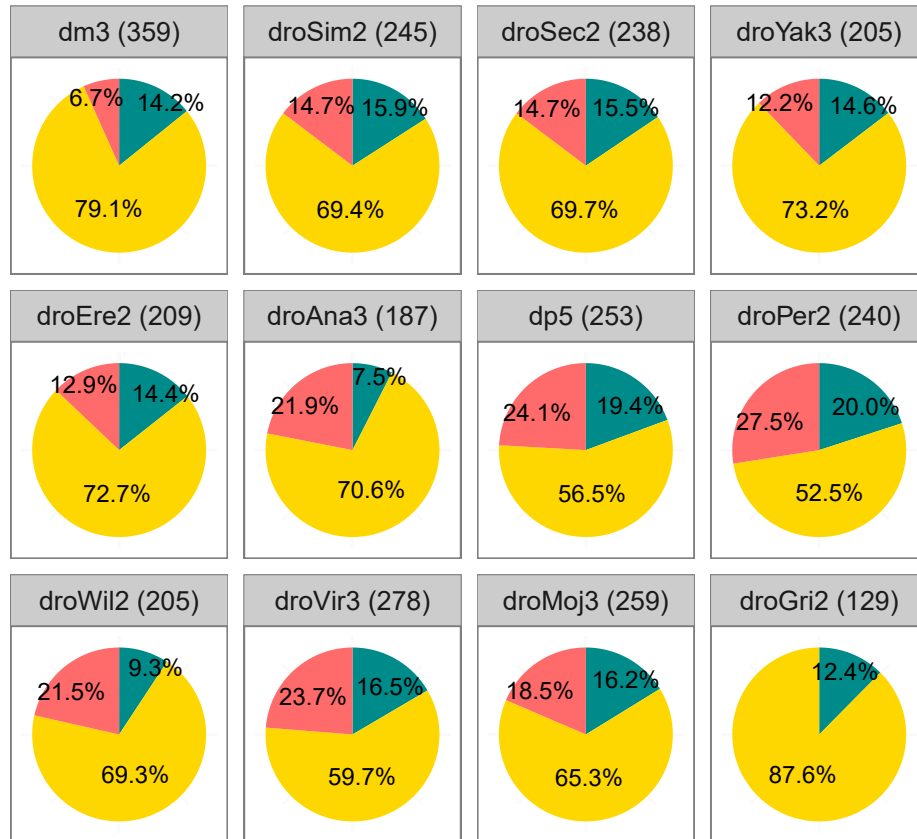 dm3 (359) droSim2 (245) droSec2 (238) droYak3 (205)
6.7% 14.2% 14.7% 15.9% 14.7% 15.5% 12.2% 14.6%
79.1% 69.4% 69.7% 73.2%
droEre2 (209) droAna3 (187) dp5 (253) droPer2 (240)
12.9% 14.4% 21.9% 7.5% 24.1% 19.4% 27.5% 20.0%
72.7% 70.6% 56.5% 52.5%
droWil2 (205) droVir3 (278) droMoj3 (259) droGri2 (129)
21.5% 9.3% 23.7% 16.5% 18.5% 16.2% 12.4%
69.3% 59.7% 65.3% 87.6%